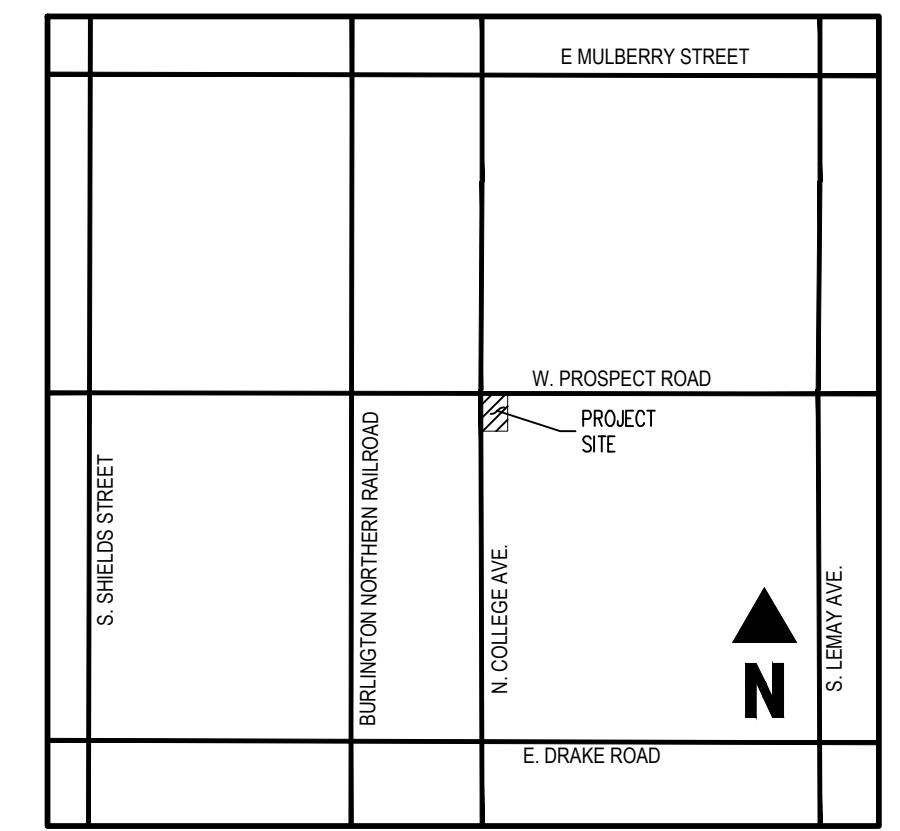 E MULBERRY STREET
W. PROSPECT ROAD
PROJECT
SITE
S. SHIELDS STREET
BURLINGTON NORTHERN RAILROAD
N. COLLEGE AVE.
S. LEMAY AVE.
N
E. DRAKE ROAD